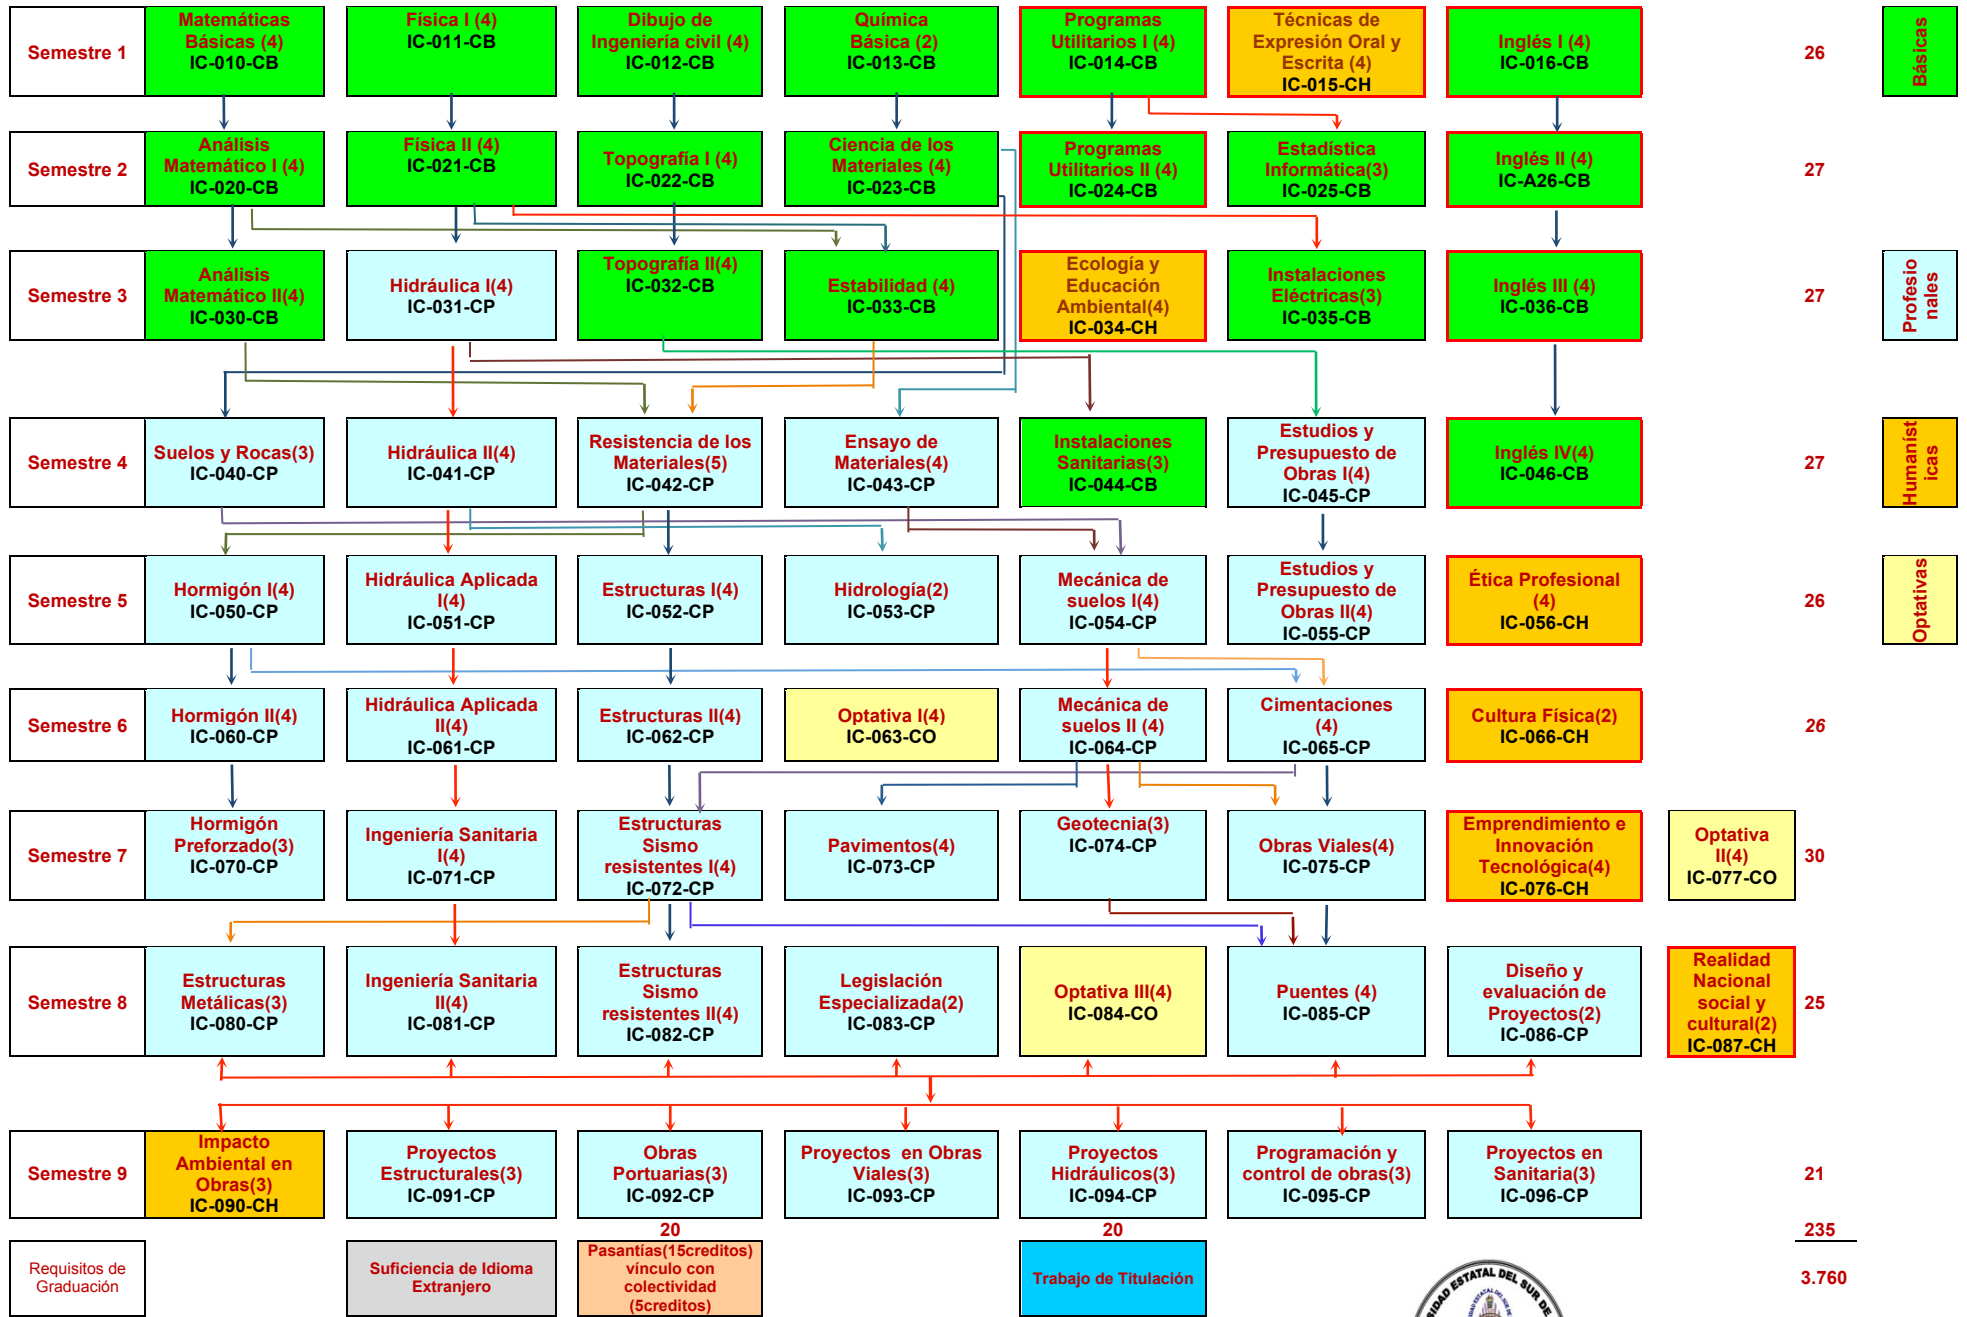 Semestre 1
Matemáticas
Básicas (4)
IC-010-CB
Física I (4)
IC-011-CB
Dibujo de
Ingeniería civil (4)
IC-012-CB
Química
Básica (2)
IC-013-CB
Programas
Utilitarios I (4)
IC-014-CB
Técnicas de
Expresión Oral y
Escrita (4)
IC-015-CH
Inglés I (4)
IC-016-CB
26
Básicas
Semestre 2
Análisis
Matemático I (4)
IC-020-CB
Física II (4)
IC-021-CB
Topografía I (4)
IC-022-CB
Ciencia de los
Materiales (4)
IC-023-CB
Programas
Utilitarios II (4)
IC-024-CB
Estadística
Informática(3)
IC-025-CB
Inglés II (4)
IC-A26-CB
27
Semestre 3
Análisis
Matemático II(4)
IC-030-CB
Hidráulica I(4)
IC-031-CP
Topografía II(4)
IC-032-CB
Estabilidad (4)
IC-033-CB
Ecología y
Educación
Ambiental(4)
IC-034-CH
Instalaciones
Eléctricas(3)
IC-035-CB
Inglés III (4)
IC-036-CB
27
Profesio
nales
Semestre 4
Suelos y Rocas(3)
IC-040-CP
Hidráulica II(4)
IC-041-CP
Resistencia de los
Materiales(5)
IC-042-CP
Ensayo de
Materiales(4)
IC-043-CP
Instalaciones
Sanitarias(3)
IC-044-CB
Estudios y
Presupuesto de
Obras I(4)
IC-045-CP
Inglés IV(4)
IC-046-CB
27
Humaníst
icas
Semestre 5
Hormigón I(4)
IC-050-CP
Hidráulica Aplicada
I(4)
IC-051-CP
Estructuras I(4)
IC-052-CP
Hidrología(2)
IC-053-CP
Mecánica de
suelos I(4)
IC-054-CP
Estudios y
Presupuesto de
Obras II(4)
IC-055-CP
Ética Profesional
(4)
IC-056-CH
26
Optativas
Semestre 6
Hormigón II(4)
IC-060-CP
Hidráulica Aplicada
II(4)
IC-061-CP
Estructuras II(4)
IC-062-CP
Optativa I(4)
IC-063-CO
Mecánica de
suelos II (4)
IC-064-CP
Cimentaciones
(4)
IC-065-CP
Cultura Física(2)
IC-066-CH
26
Semestre 7
Hormigón
Preforzado(3)
IC-070-CP
Ingeniería Sanitaria
I(4)
IC-071-CP
Estructuras
Sismo
resistentes I(4)
IC-072-CP
Pavimentos(4)
IC-073-CP
Geotecnia(3)
IC-074-CP
Obras Viales(4)
IC-075-CP
Emprendimiento e
Innovación
Tecnológica(4)
IC-076-CH
Optativa
II(4)
IC-077-CO
30
Semestre 8
Estructuras
Metálicas(3)
IC-080-CP
Ingeniería Sanitaria
II(4)
IC-081-CP
Estructuras
Sismo
resistentes II(4)
IC-082-CP
Legislación
Especializada(2)
IC-083-CP
Optativa III(4)
IC-084-CO
Puentes (4)
IC-085-CP
Diseño y
evaluación de
Proyectos(2)
IC-086-CP
Realidad
Nacional
social y
cultural(2)
IC-087-CH
25
Semestre 9
Impacto
Ambiental en
Obras(3)
IC-090-CH
Proyectos
Estructurales(3)
IC-091-CP
Obras
Portuarias(3)
IC-092-CP
Proyectos en Obras
Viales(3)
IC-093-CP
Proyectos
Hidráulicos(3)
IC-094-CP
Programación y
control de obras(3)
IC-095-CP
Proyectos en
Sanitaria(3)
IC-096-CP
21
20
20
235
Requisitos de
Graduación
Suficiencia de Idioma
Extranjero
Pasantías(15creditos)
vínculo con
colectividad
(5creditos)
Trabajo de Titulación
3.760
ESTATAL DEL SUR DE